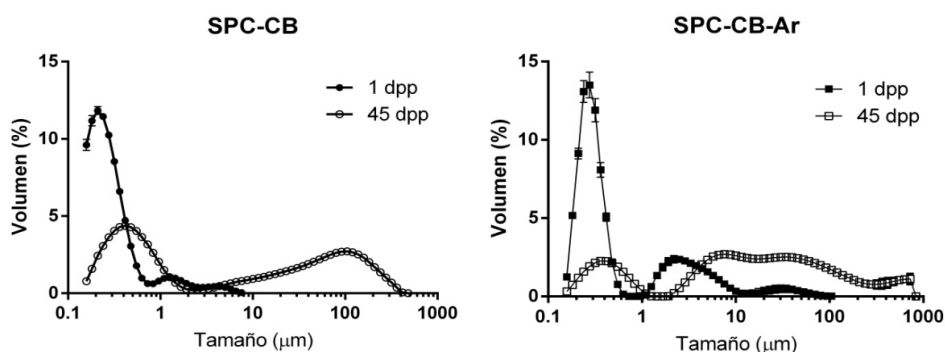 SPC-CB
15
10
5
0
Volumen (%)
1 dpp
45 dpp
0.1 1 10 100 1000
Tamaño (μm)
SPC-CB-Ar
15
10
5
0
Volumen (%)
1 dpp
45 dpp
0.1 1 10 100 1000
Tamaño (μm)